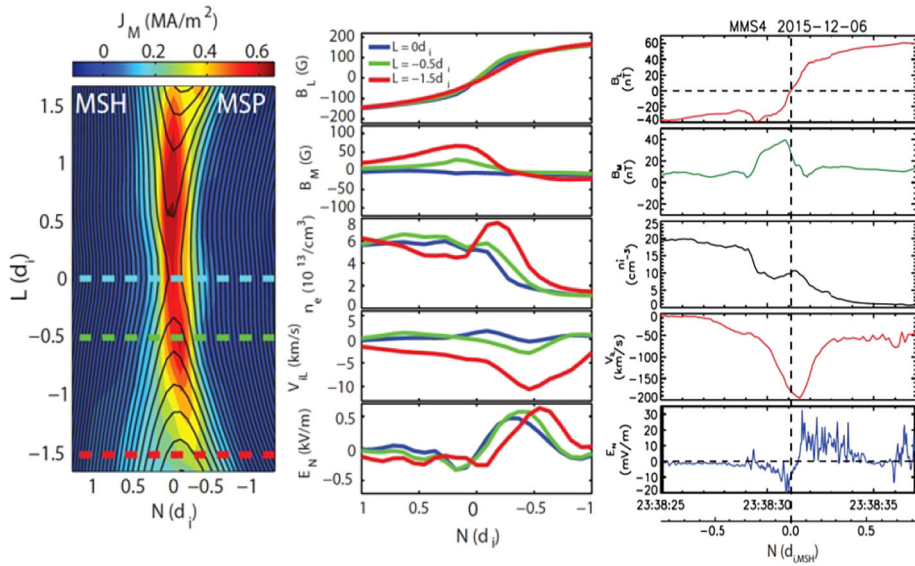 J_M (MA/m²)
0 0.2 0.4 0.6
MSH MSP
1.5
1
0.5
0
−0.5
−1
−1.5
L (d_i)
1 0.5 0 −0.5 −1
N (d_i)
B_L (G)
200
100
0
−100
−200
L = 0d_i
L = −0.5d_i
L = −1.5d_i
B_M (G)
100
50
0
−50
−100
n_e (10^13/cm³)
8
6
4
2
0
V_iL (km/s)
5
0
−5
−10
E_N (kV/m)
0.5
0
−0.5
1 0.5 0 −0.5 −1
N (d_i)
MMS4 2015-12-06
B_L (nT)
60
40
20
0
−20
−40
B_M (nT)
40
20
0
−20
ni (cm⁻³)
25
20
15
10
5
0
(km/s)
0
−50
−100
−150
−200
E_N (mV/m)
30
20
10
0
−10
−20
23:38:25 23:38:30 23:38:35
−0.5 0.0 0.5
N (d_i,MSH)